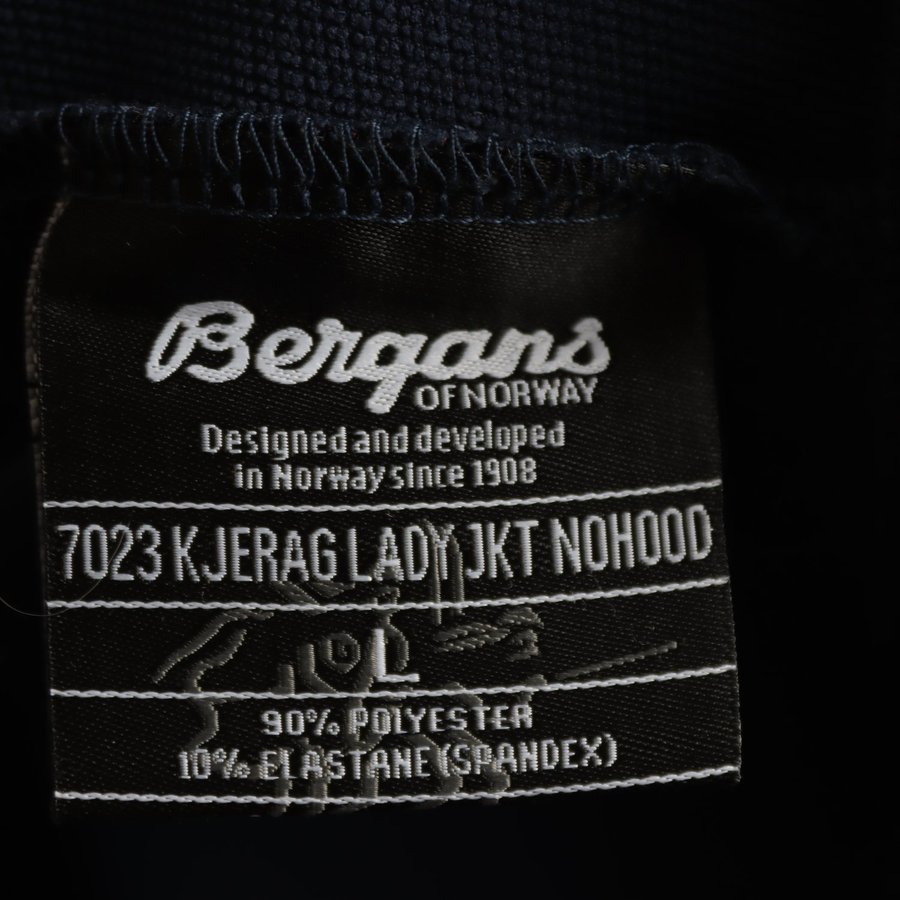 Bergans
OF NORWAY
Designed and developed
in Norway since 1908
7023 KJERAG LADY JKT NOHOOD
L
90% POLYESTER
10% ELASTANE (SPANDEX)